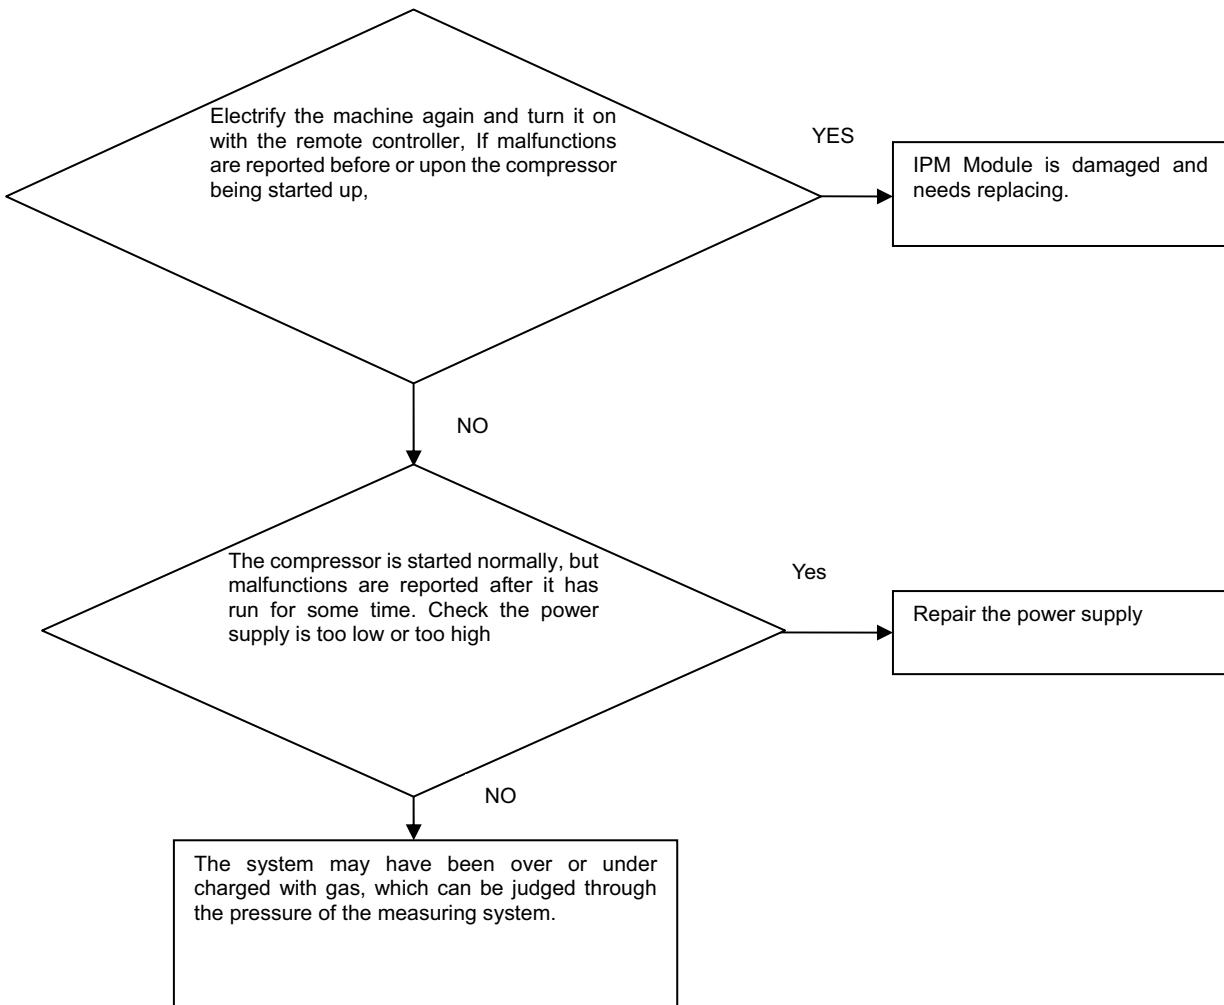 Electrify the machine again and turn it on
with the remote controller, If malfunctions
are reported before or upon the compressor
being started up,
YES
IPM Module is damaged and
needs replacing.
NO
The compressor is started normally, but
malfunctions are reported after it has
run for some time. Check the power
supply is too low or too high
Yes
Repair the power supply
NO
The system may have been over or under
charged with gas, which can be judged through
the pressure of the measuring system.